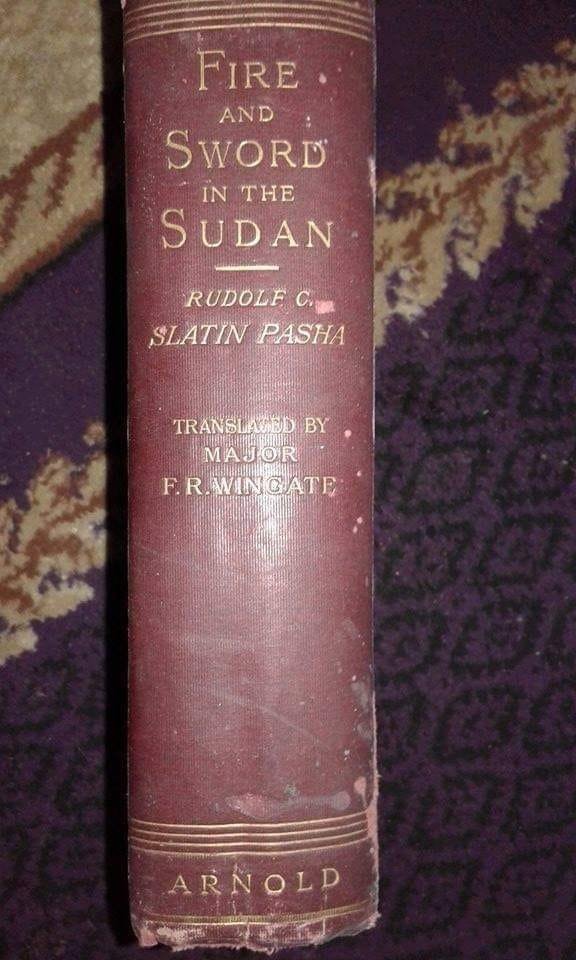 FIRE
AND
SWORD
IN THE
SUDAN
RUDOLF C.
SLATIN PASHA
TRANSLATED BY
MAJOR
F. R. WINGATE
ARNOLD